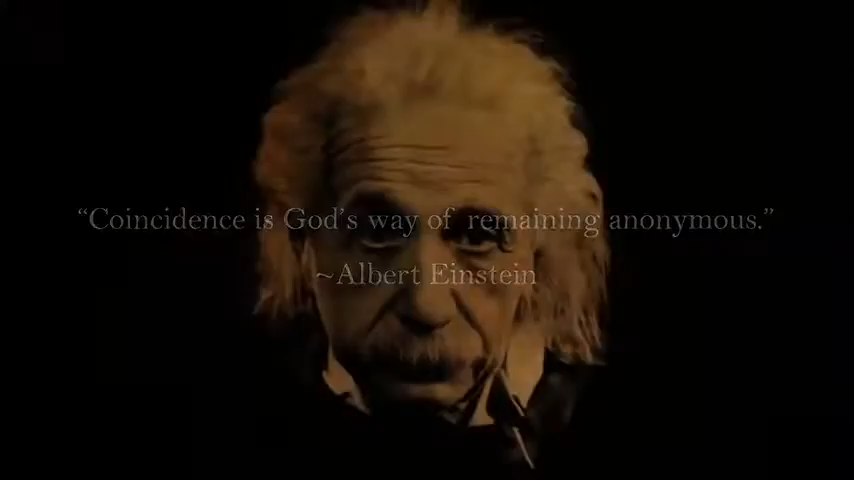 “Coincidence is God’s way of remaining anonymous.”
~Albert Einstein